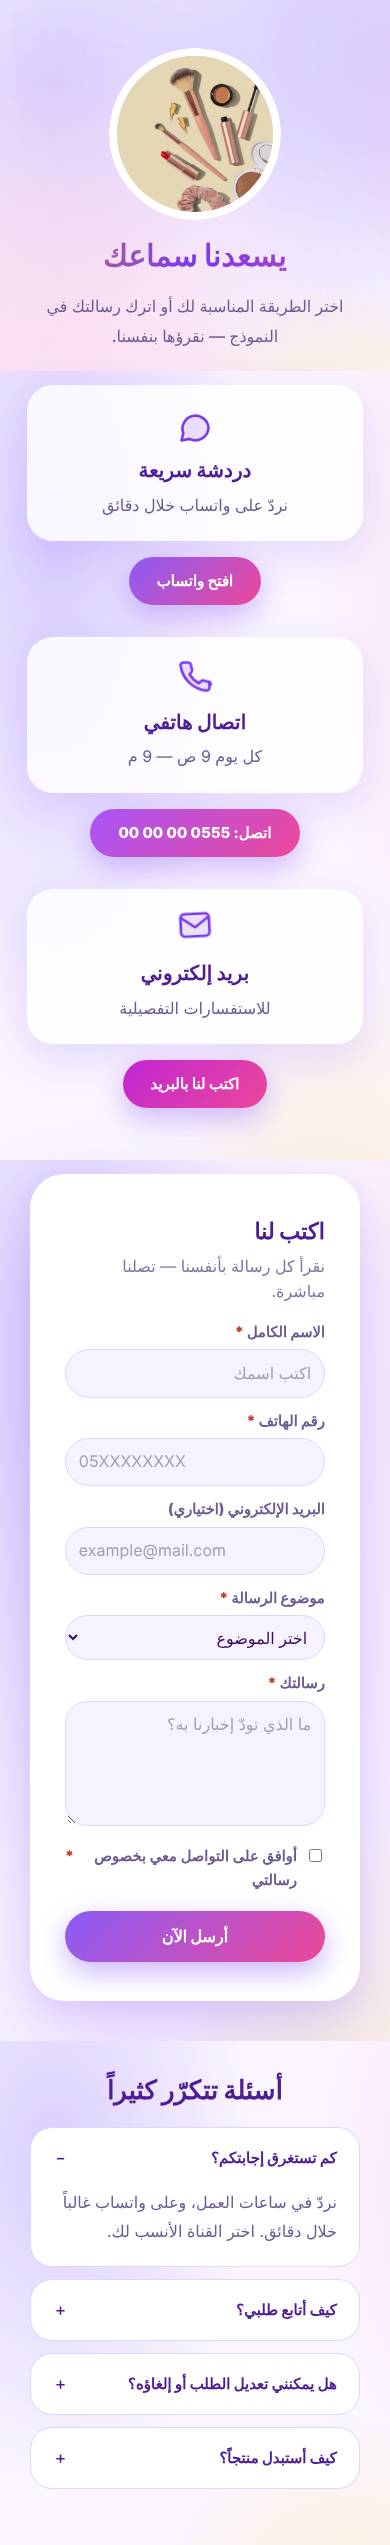 يسعدنا سماعك
اختر الطريقة المناسبة لك أو اترك رسالتك في
النموذج — نقرؤها بنفسنا.
دردشة سريعة
نردّ على واتساب خلال دقائق
افتح واتساب
اتصال هاتفي
كل يوم 9 ص — 9 م
اتصل: 0555 00 00 00
بريد إلكتروني
للاستفسارات التفصيلية
اكتب لنا بالبريد
اكتب لنا
نقرأ كل رسالة بأنفسنا — تصلنا
مباشرة.
الاسم الكامل *
اكتب اسمك
رقم الهاتف *
05XXXXXXXX
البريد الإلكتروني (اختياري)
example@mail.com
موضوع الرسالة *
اختر الموضوع
رسالتك *
ما الذي تودّ إخبارنا به؟
أوافق على التواصل معي بخصوص *
رسالتي
أرسل الآن
أسئلة تتكرّر كثيراً
كم تستغرق إجابتكم؟ −
نردّ في ساعات العمل، وعلى واتساب غالباً
خلال دقائق. اختر القناة الأنسب لك.
كيف أتابع طلبي؟ +
هل يمكنني تعديل الطلب أو إلغاؤه؟ +
كيف أستبدل منتجاً؟ +